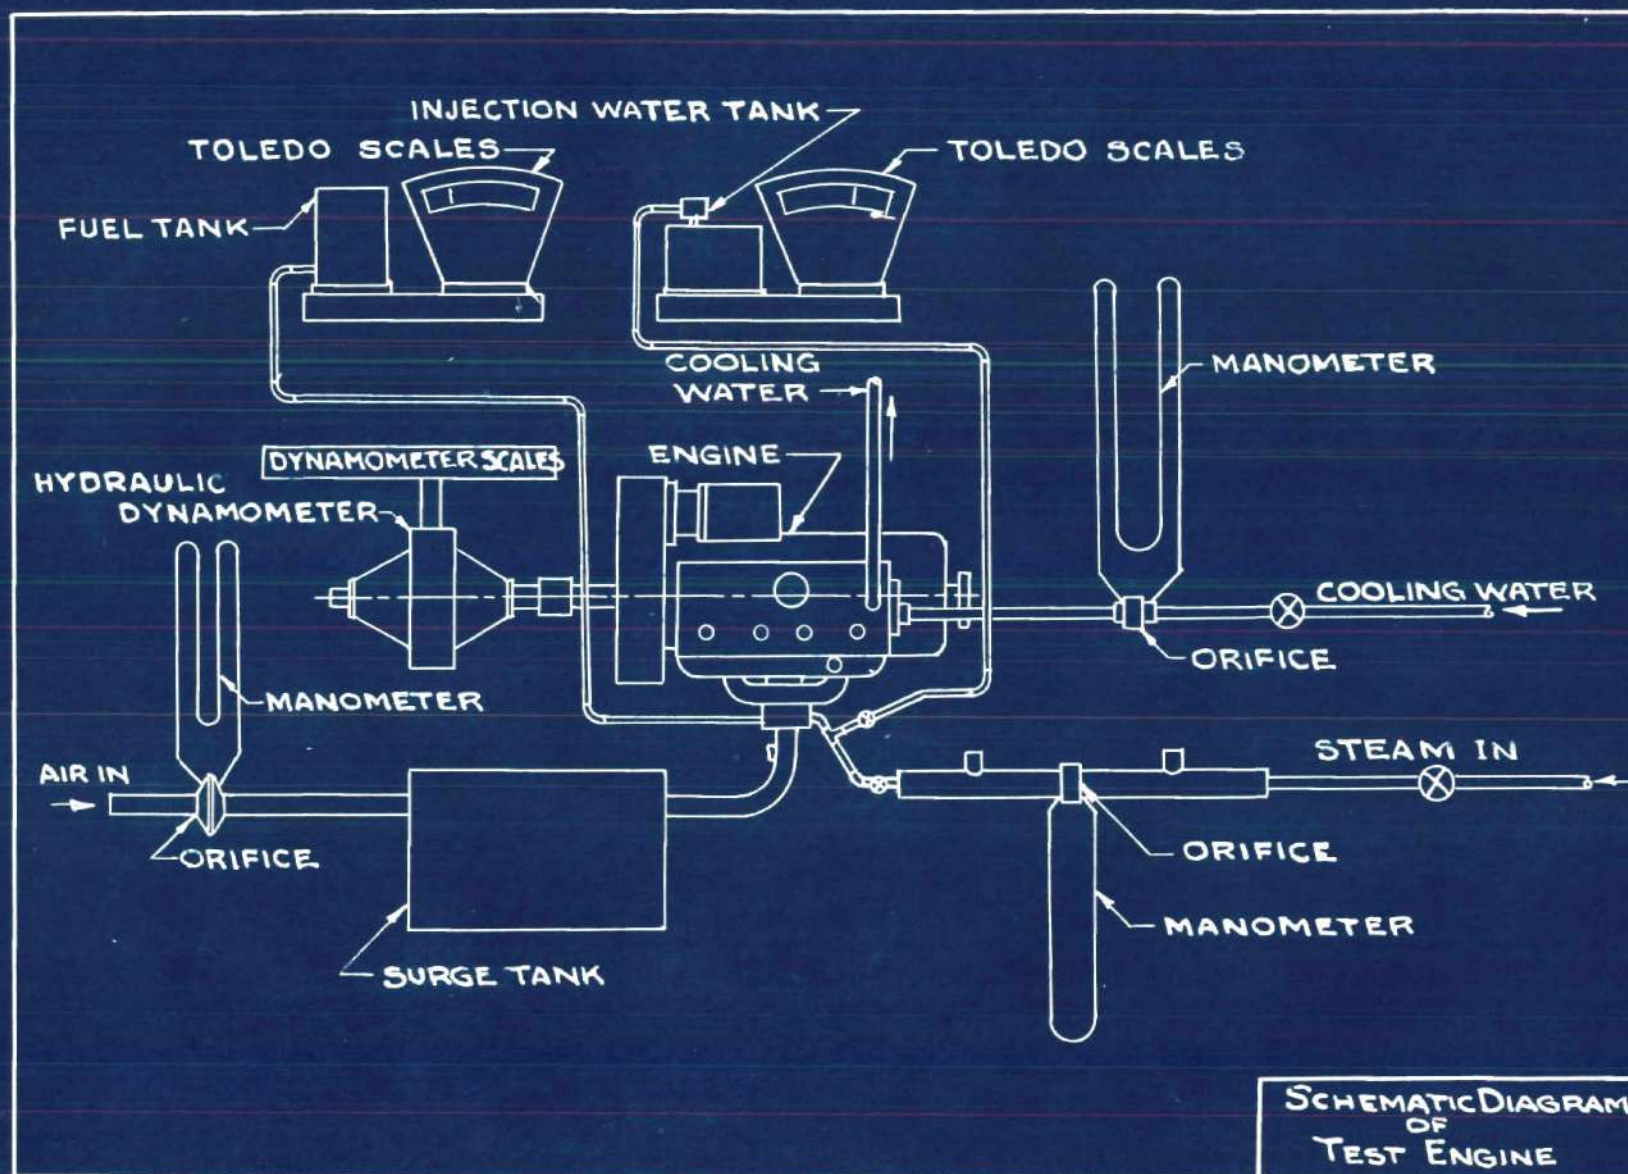 INJECTION WATER TANK
TOLEDO SCALES
TOLEDO SCALES
FUEL TANK
COOLING
WATER
MANOMETER
DYNAMOMETER SCALES
ENGINE
HYDRAULIC
DYNAMOMETER
COOLING WATER
ORIFICE
MANOMETER
STEAM IN
AIR IN
ORIFICE
ORIFICE
MANOMETER
SURGE TANK
SCHEMATIC DIAGRAM
OF
TEST ENGINE